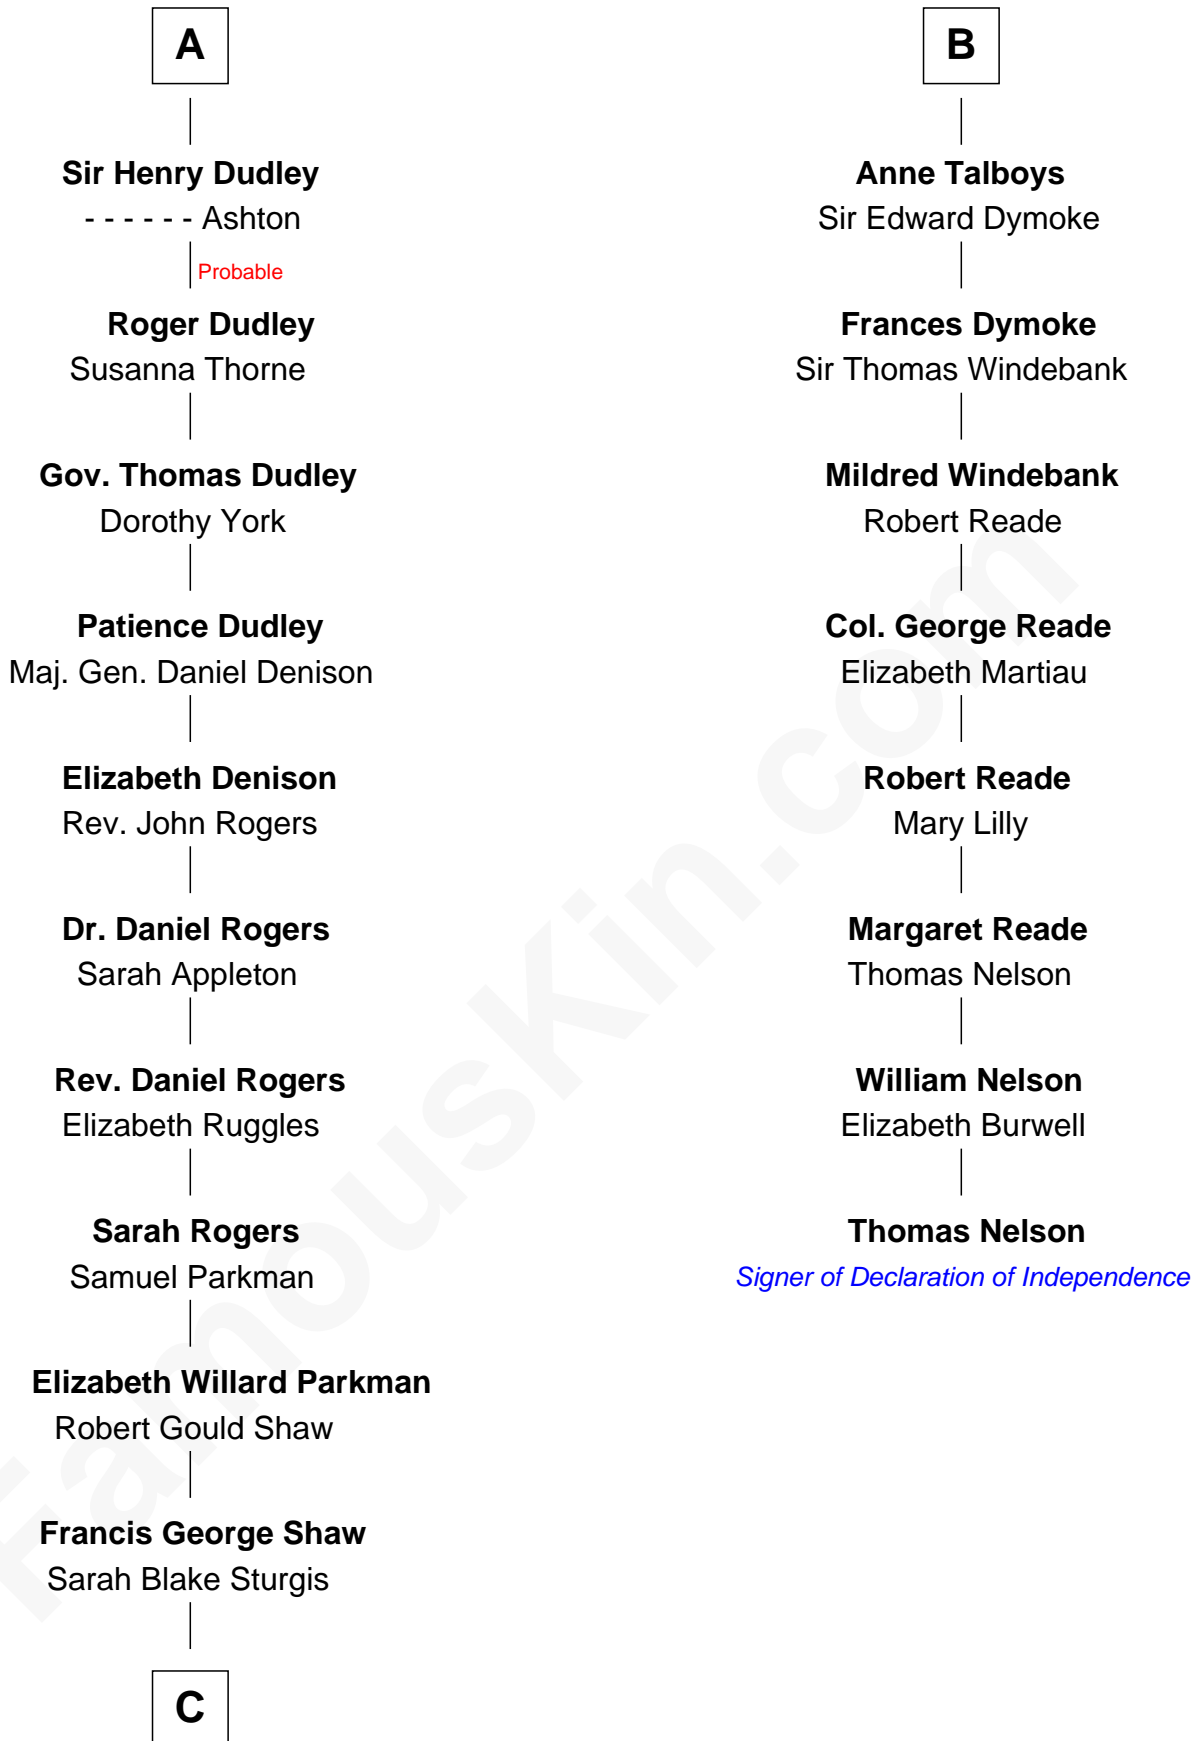 A
Sir Henry Dudley
- - - - - - Ashton
Probable
Roger Dudley
Susanna Thorne
Gov. Thomas Dudley
Dorothy York
Patience Dudley
Maj. Gen. Daniel Denison
Elizabeth Denison
Rev. John Rogers
Dr. Daniel Rogers
Sarah Appleton
Rev. Daniel Rogers
Elizabeth Ruggles
Sarah Rogers
Samuel Parkman
Elizabeth Willard Parkman
Robert Gould Shaw
Francis George Shaw
Sarah Blake Sturgis
C
B
Anne Talboys
Sir Edward Dymoke
Frances Dymoke
Sir Thomas Windebank
Mildred Windebank
Robert Reade
Col. George Reade
Elizabeth Martiau
Robert Reade
Mary Lilly
Margaret Reade
Thomas Nelson
William Nelson
Elizabeth Burwell
Thomas Nelson
Signer of Declaration of Independence
FamousKin.com